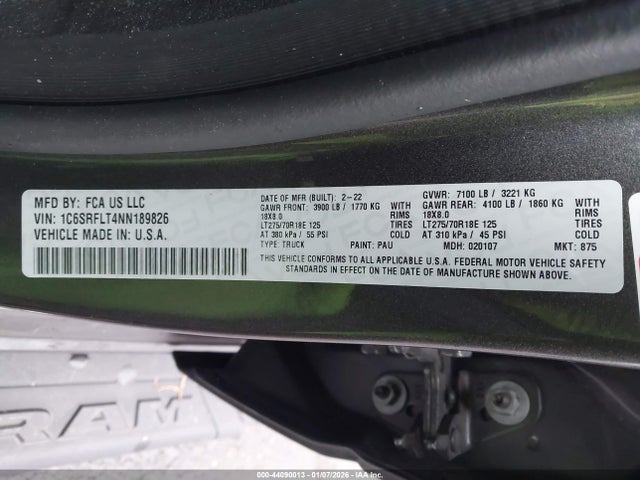 MFD BY: FCA US LLC
VIN: 1C6SRFLT4NN189826
VEHICLE MADE IN: U.S.A.
DATE OF MFR (BUILT): 2-22 GVWR: 7100 LB / 3221 KG
GAWR FRONT: 3900 LB / 1770 KG WITH GAWR REAR: 4100 LB / 1860 KG WITH
18X8.0 RIMS 18X8.0 RIMS
LT275/70R18E 125 TIRES LT275/70R18E 125 TIRES
AT 380 kPa / 55 PSI COLD AT 310 kPa / 45 PSI COLD
TYPE: TRUCK PAINT: PAU MDH: 020107 MKT: 875
THIS VEHICLE CONFORMS TO ALL APPLICABLE U.S.A. FEDERAL MOTOR VEHICLE SAFETY
STANDARDS IN EFFECT ON THE DATE OF MANUFACTURE SHOWN ABOVE.
RAM
000-44090013 - 01/07/2026 - IAAI.COM